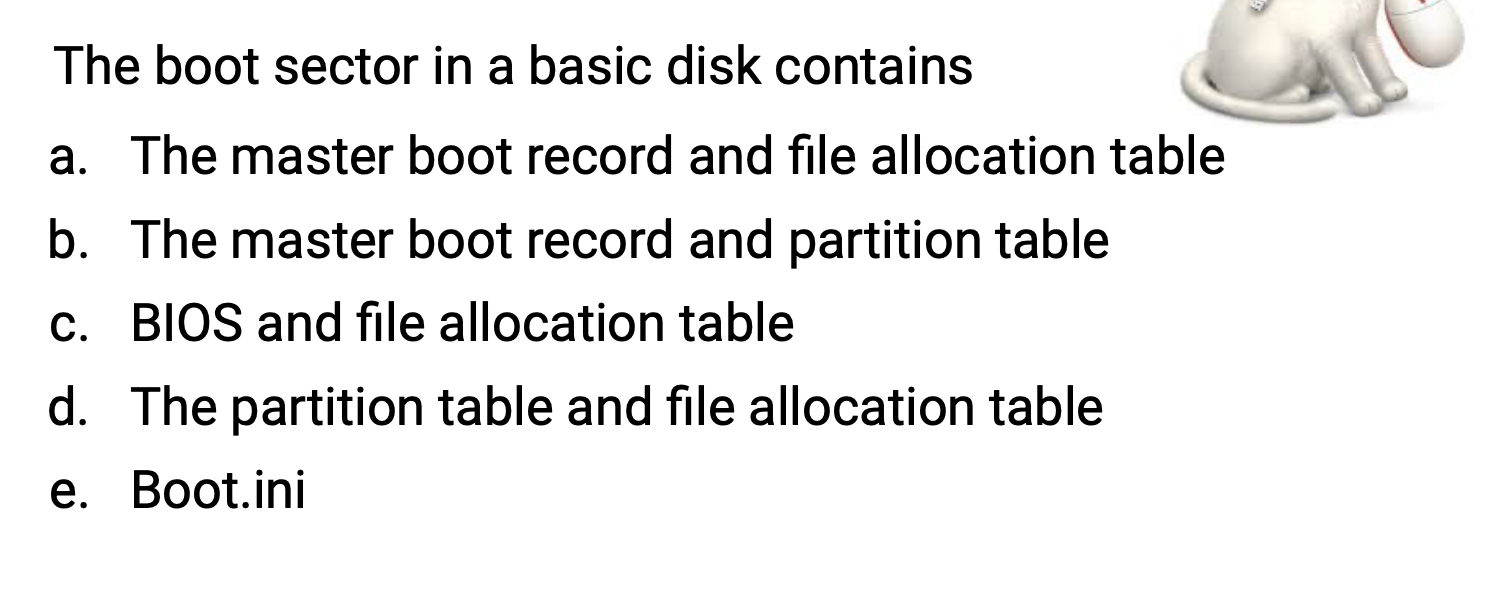 The boot sector in a basic disk contains
a. The master boot record and file allocation table
b. The master boot record and partition table
c. BIOS and file allocation table
d. The partition table and file allocation table
e. Boot.ini